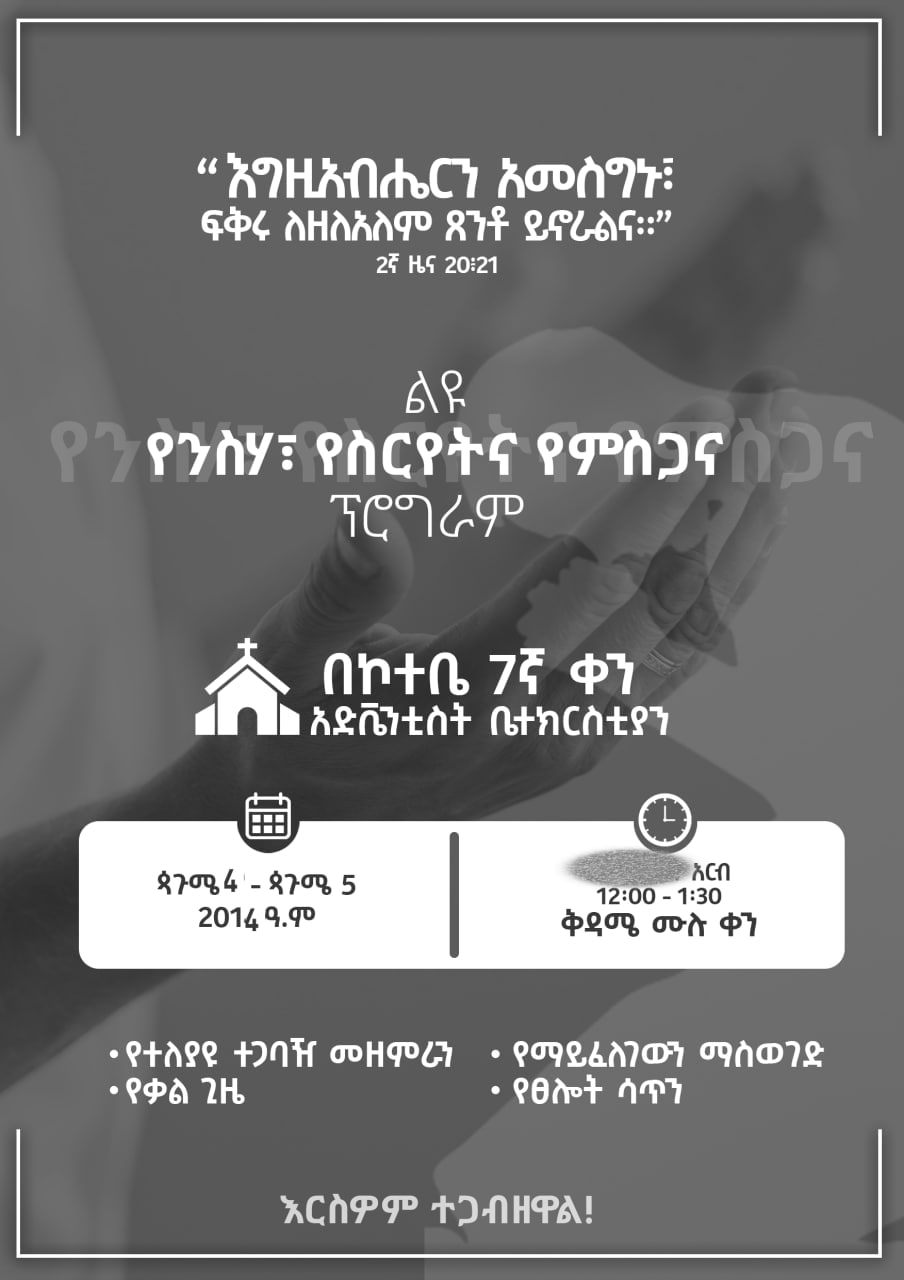 “ እግዚአብሔርን አመስግኑ፤
ፍቅሩ ለዘለአለም ጸንቶ ይኖራልና።”
2ኛ ዜና 20፥21
ልዩ
የንስሃ፣ የስርየትና የምስጋና
ፕሮግራም
በኮተቤ 7ኛ ቀን
አድቬንቲስት ቤተክርስቲያን
ጳጉሜ 4 - ጳጉሜ 5
2014 ዓ.ም
አርብ
12፡00 - 1፡30
ቅዳሜ ሙሉ ቀን
• የተለያዩ ተጋባዥ መዘምራን
• የቃል ጊዜ
• የማይፈለገውን ማስወገድ
• የፀሎት ሳጥን
እርስዎም ተጋብዘዋል!